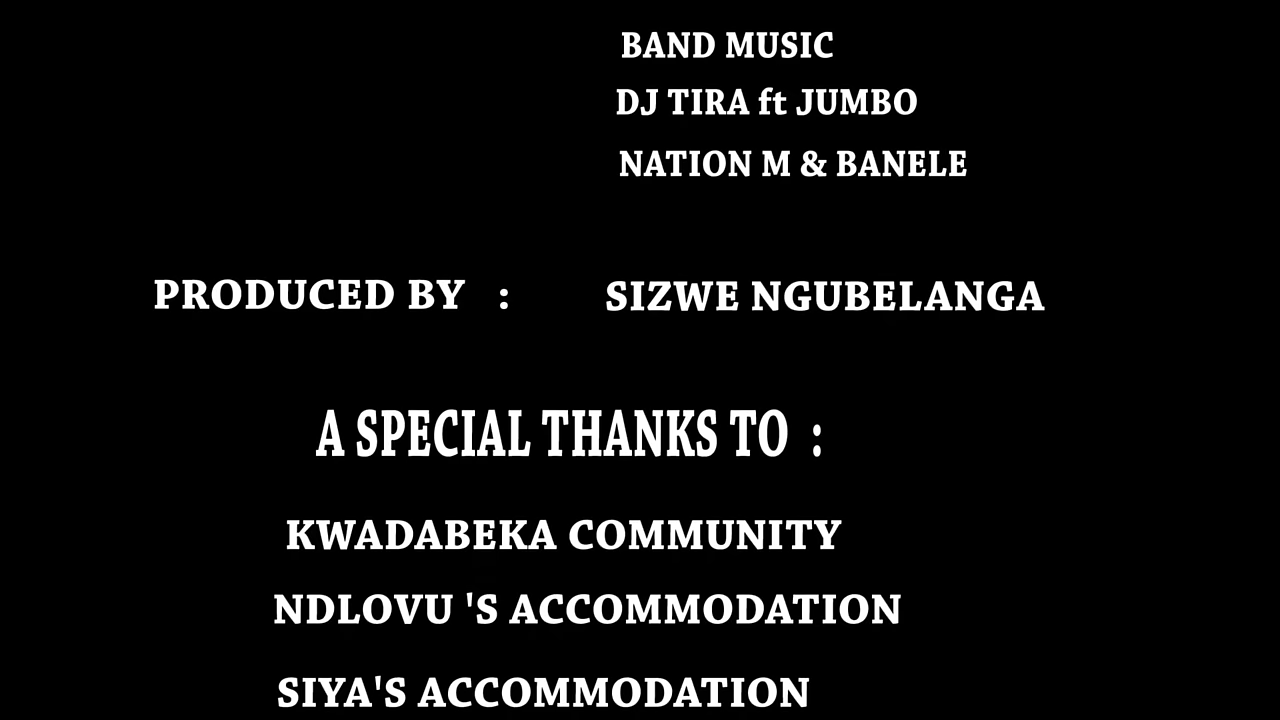 BAND MUSIC
DJ TIRA ft JUMBO
NATION M & BANELE
PRODUCED BY : SIZWE NGUBELANGA
A SPECIAL THANKS TO :
KWADABEKA COMMUNITY
NDLOVU 'S ACCOMMODATION
SIYA'S ACCOMMODATION